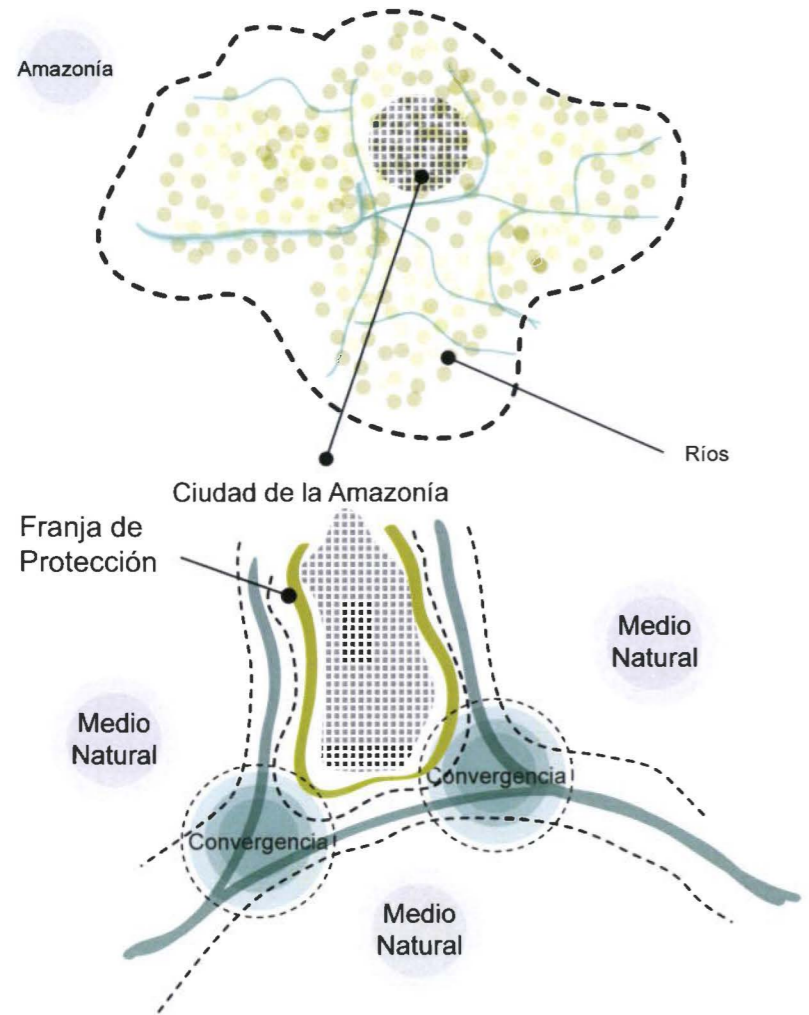 Amazonía
Ríos
Ciudad de la Amazonía
Franja de
Protección
Medio
Natural
Medio
Natural
Convergencia
Convergencia
Medio
Natural